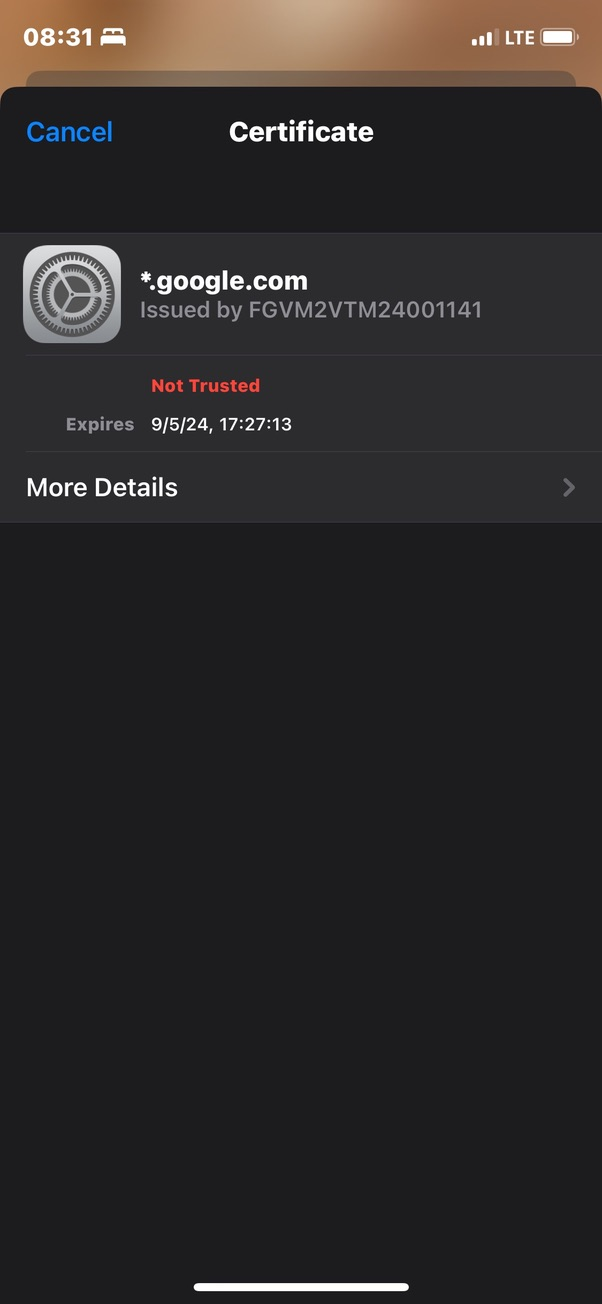 08:31 LTE
Cancel Certificate
*.google.com
Issued by FGVM2VTM24001141
Not Trusted
Expires 9/5/24, 17:27:13
More Details